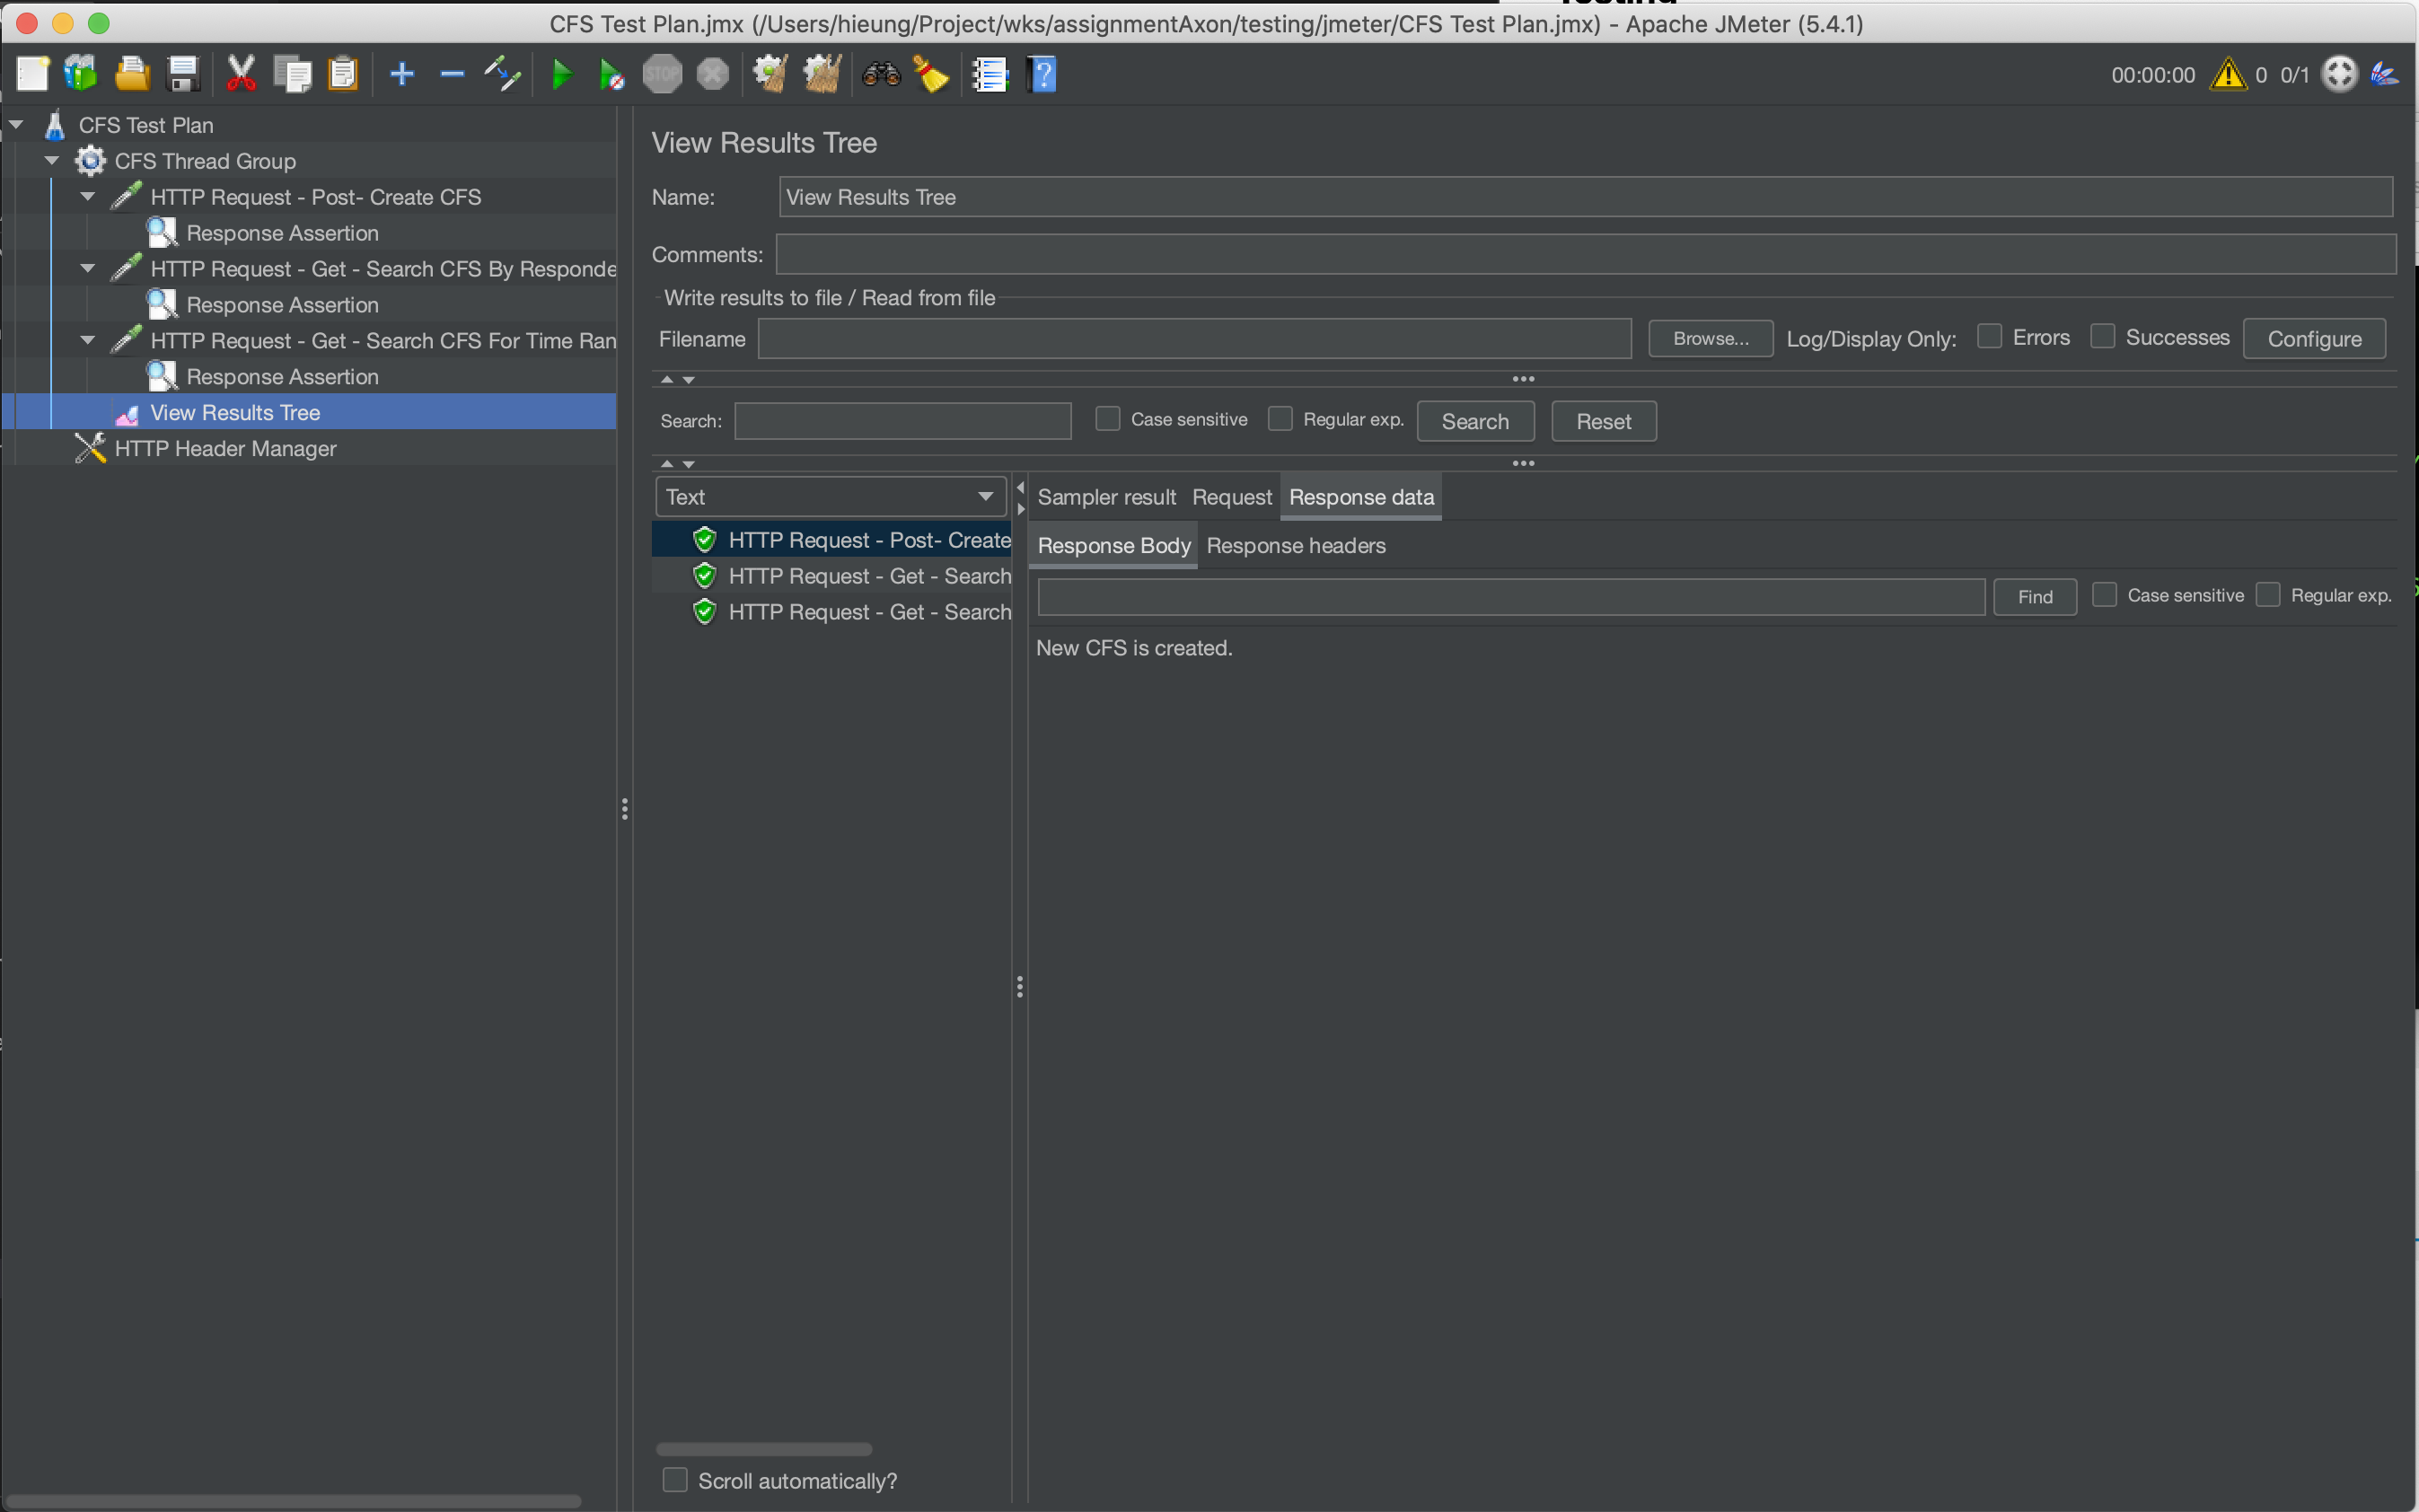 CFS Test Plan.jmx (/Users/hieung/Project/wks/assignmentAxon/testing/jmeter/CFS Test Plan.jmx) - Apache JMeter (5.4.1)
STOP
00:00:00 0 0/1
CFS Test Plan
CFS Thread Group
HTTP Request - Post- Create CFS
Response Assertion
HTTP Request - Get - Search CFS By Responde
Response Assertion
HTTP Request - Get - Search CFS For Time Ran
Response Assertion
View Results Tree
HTTP Header Manager
View Results Tree
Name: View Results Tree
Comments:
Write results to file / Read from file
Filename Browse... Log/Display Only: Errors Successes Configure
Search: Case sensitive Regular exp. Search Reset
Text
HTTP Request - Post- Create
HTTP Request - Get - Search
HTTP Request - Get - Search
Scroll automatically?
Sampler result Request Response data
Response Body Response headers
Find Case sensitive Regular exp.
New CFS is created.